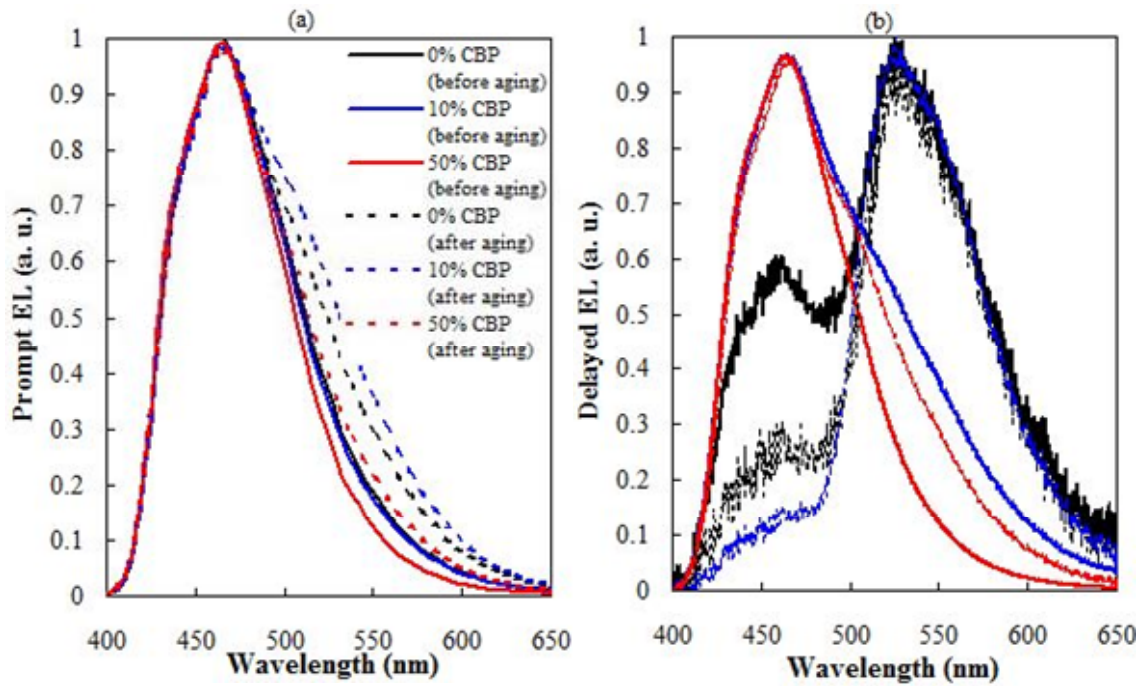 (a)
1
0.9
0.8
0.7
0.6
0.5
0.4
0.3
0.2
0.1
0
Prompt EL (a. u.)
0% CBP
(before aging)
10% CBP
(before aging)
50% CBP
(before aging)
0% CBP
(after aging)
10% CBP
(after aging)
50% CBP
(after aging)
400 450 500 550 600 650
Wavelength (nm)
(b)
1
0.9
0.8
0.7
0.6
0.5
0.4
0.3
0.2
0.1
0
Delayed EL (a. u.)
400 450 500 550 600 650
Wavelength (nm)